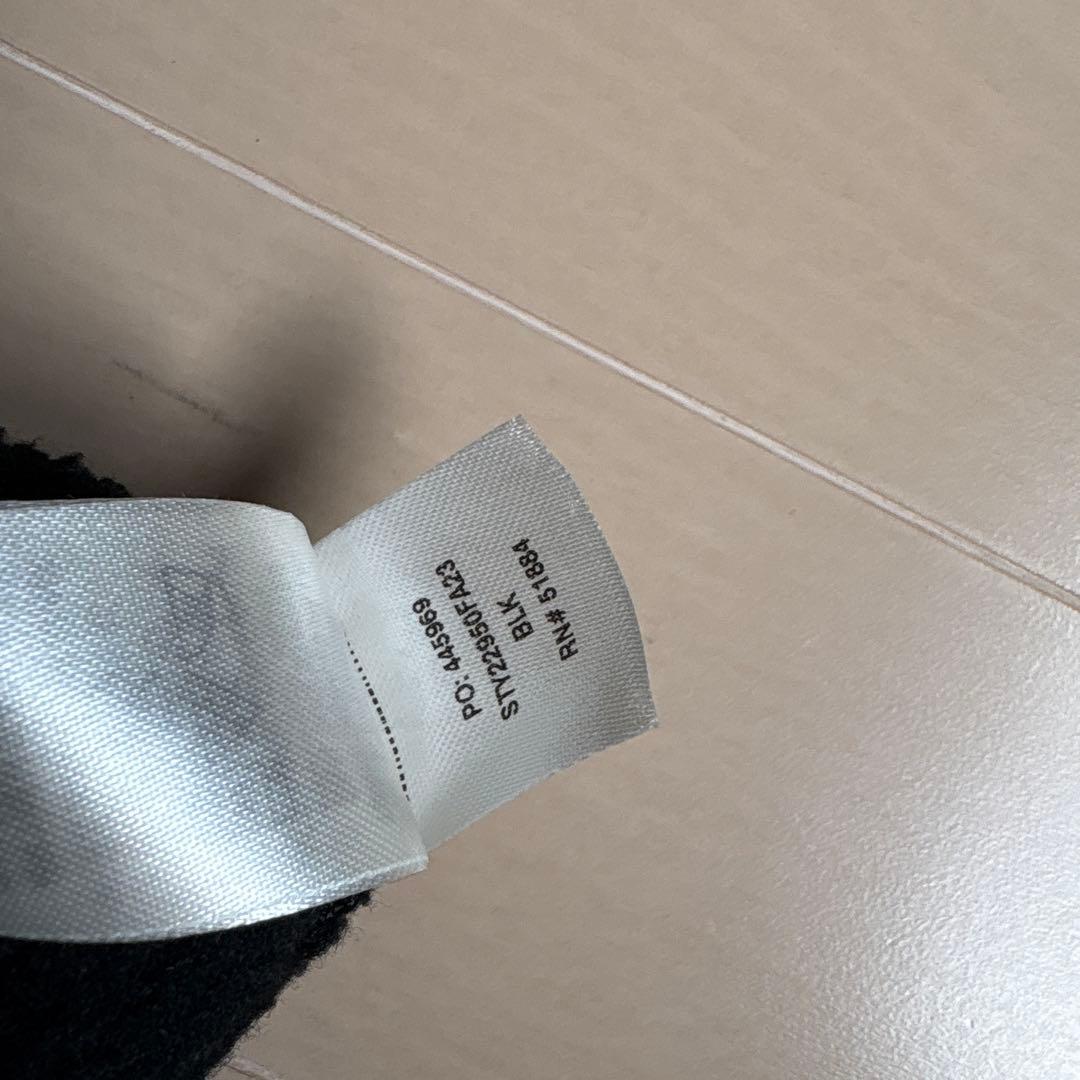 PO: 445969
STY22950FA23
BLK
RN# 51884